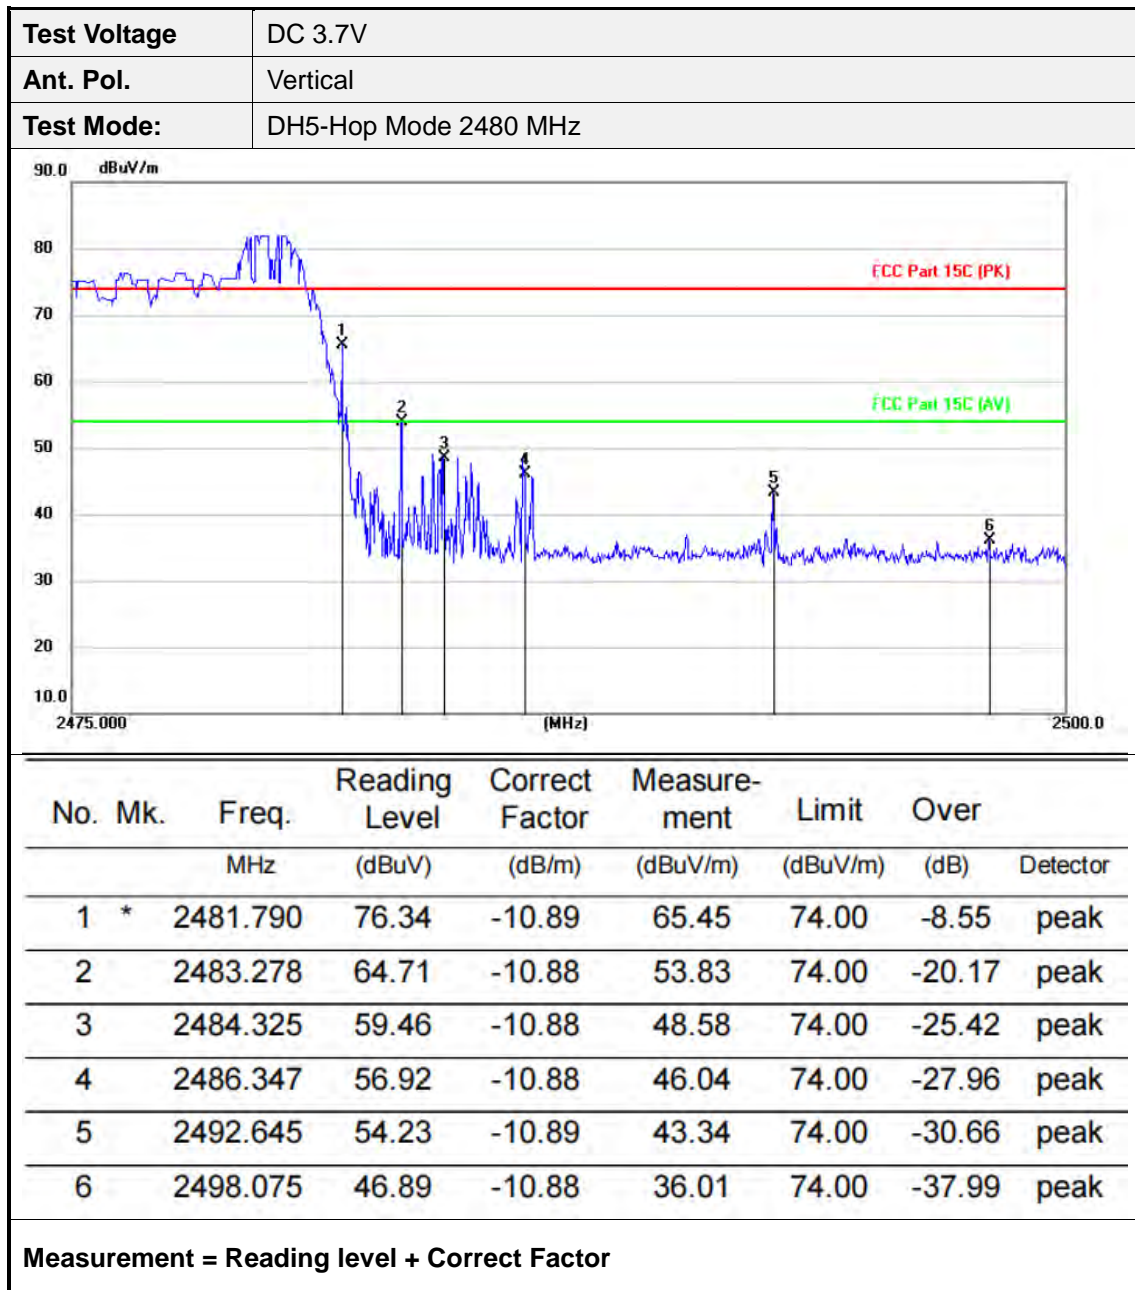 Test Voltage DC 3.7V
Ant. Pol. Vertical
Test Mode: DH5-Hop Mode 2480 MHz
90.0 dBuV/m
80
FCC Part 15C (PK)
70
1
60
FCC Part 15C (AV)
2
50
3
4
5
40
6
30
20
10.0
2475.000 (MHz) 2500.0
No. Mk. Freq. Reading Level Correct Factor Measure-ment Limit Over
MHz (dBuV) (dB/m) (dBuV/m) (dBuV/m) (dB) Detector
1 * 2481.790 76.34 -10.89 65.45 74.00 -8.55 peak
2 2483.278 64.71 -10.88 53.83 74.00 -20.17 peak
3 2484.325 59.46 -10.88 48.58 74.00 -25.42 peak
4 2486.347 56.92 -10.88 46.04 74.00 -27.96 peak
5 2492.645 54.23 -10.89 43.34 74.00 -30.66 peak
6 2498.075 46.89 -10.88 36.01 74.00 -37.99 peak
Measurement = Reading level + Correct Factor